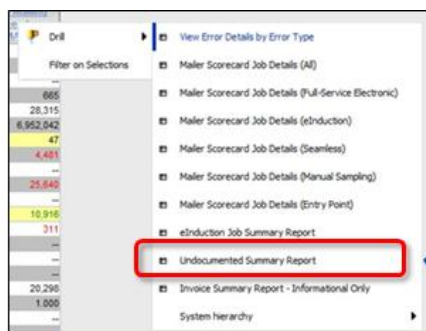 Drill
Filter on Selections
View Error Details by Error Type
Mailer Scorecard Job Details (All)
Mailer Scorecard Job Details (Full-Service Electronic)
Mailer Scorecard Job Details (eInduction)
Mailer Scorecard Job Details (Seamless)
Mailer Scorecard Job Details (Manual Sampling)
Mailer Scorecard Job Details (Entry Point)
eInduction Job Summary Report
Undocumented Summary Report
Invoice Summary Report - Informational Only
System hierarchy
--
665
28,315
6,952,042
47
4,481
--
25,640
--
10,916
311
--
--
--
20,298
1.000
--